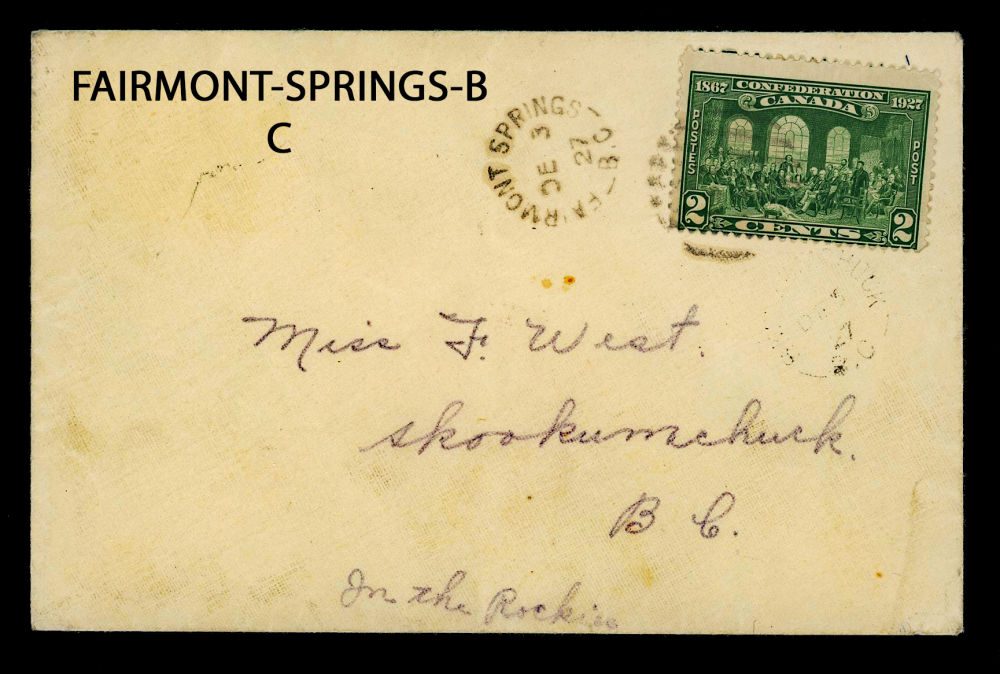 FAIRMONT-SPRINGS-B
C
FAIRMONT SPRINGS - B.C.
DE 3
27
1867 CONFEDERATION 1927
CANADA
POSTES
POST
2 CENTS 2
Miss F. West
Skookumchuck.
B C.
In the Rockies